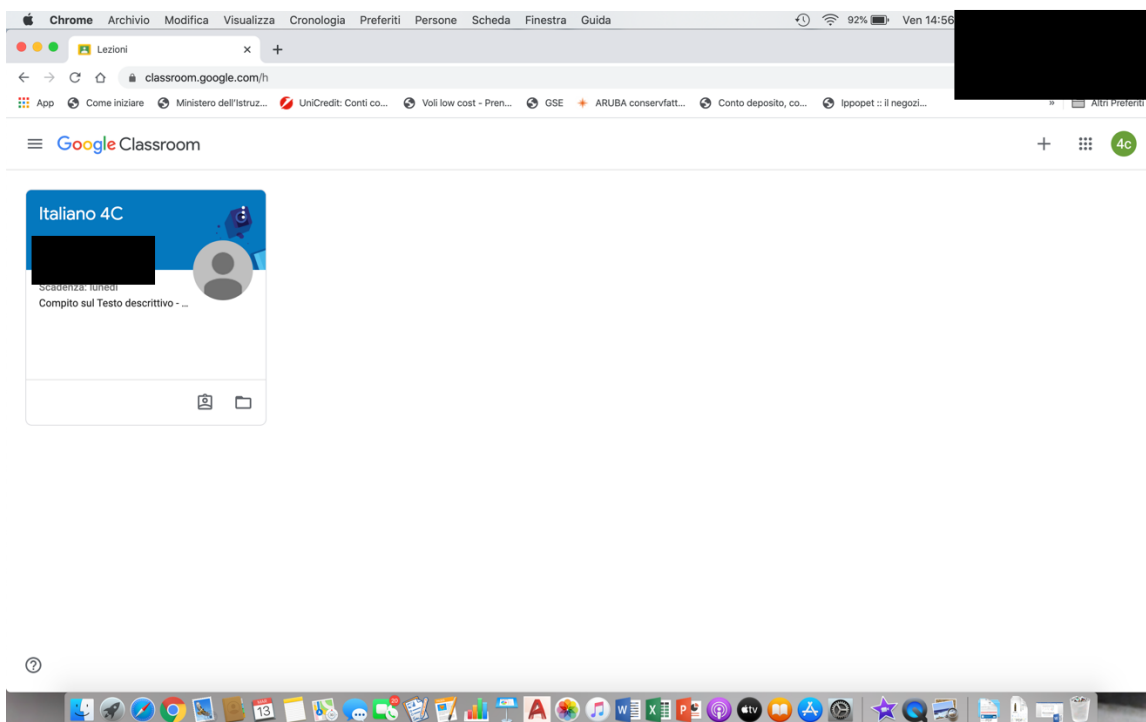 Chrome Archivio Modifica Visualizza Cronologia Preferiti Persone Scheda Finestra Guida 92% Ven 14:56
Lezioni
classroom.google.com/h
App Come iniziare Ministero dell'Istruz... UniCredit: Conti co... Voli low cost - Pren... GSE ARUBA conservfatt... Conto deposito, co... Ippopet :: il negozi... » Altri Preferiti
Google Classroom 4c
Italiano 4C
Scadenza: lunedì
Compito sul Testo descrittivo - ...
13
tv